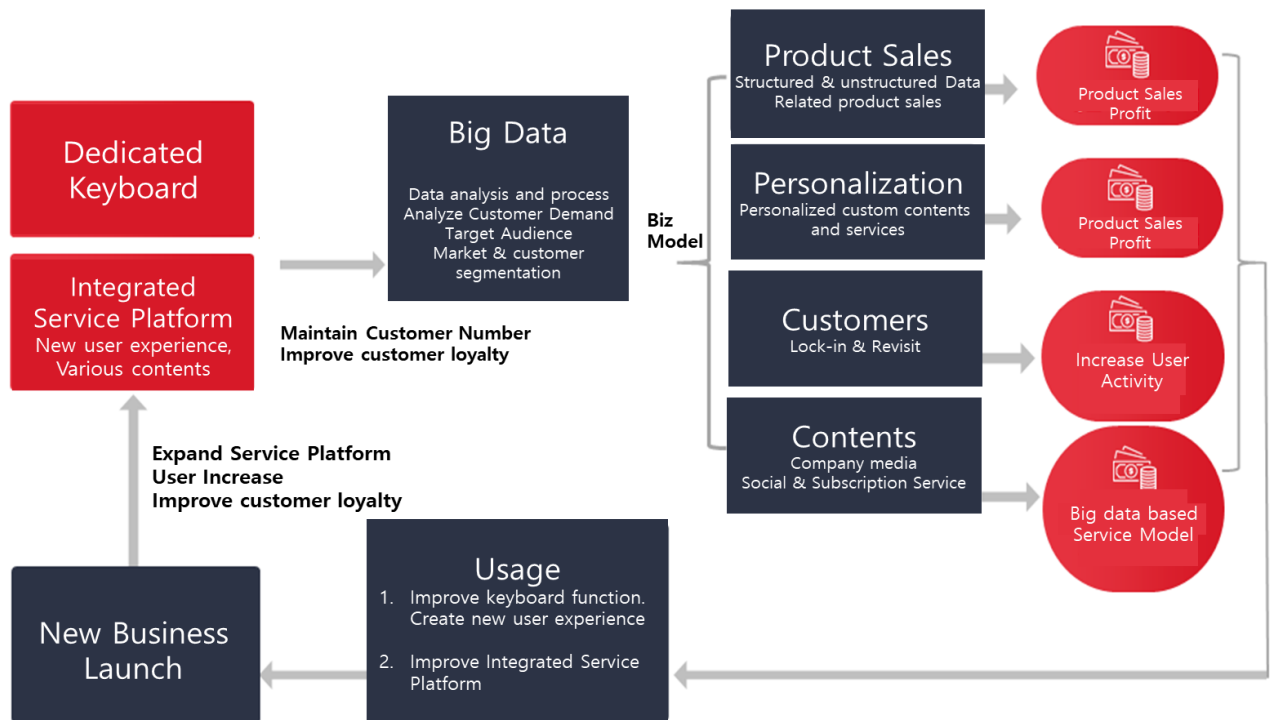 Dedicated
Keyboard
Integrated
Service Platform
New user experience,
Various contents
Big Data
Data analysis and process
Analyze Customer Demand
Target Audience
Market & customer
segmentation
Maintain Customer Number
Improve customer loyalty
Biz
Model
Product Sales
Structured & unstructured Data
Related product sales
Product Sales
Profit
Personalization
Personalized custom contents
and services
Product Sales
Profit
Customers
Lock-in & Revisit
Increase User
Activity
Contents
Company media
Social & Subscription Service
Big data based
Service Model
Expand Service Platform
User Increase
Improve customer loyalty
Usage
1. Improve keyboard function.
Create new user experience
2. Improve Integrated Service
Platform
New Business
Launch